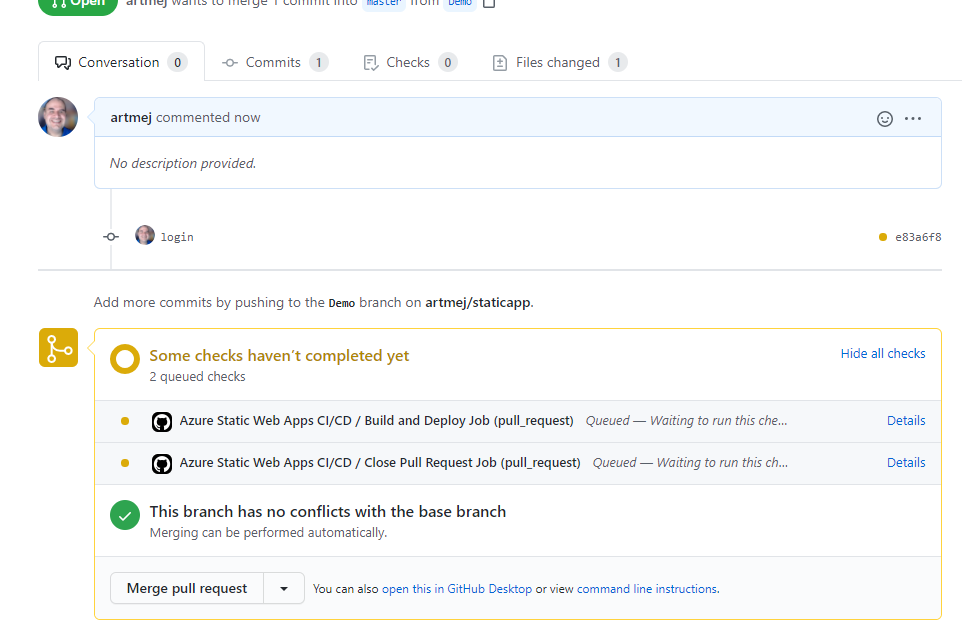 Open artmej wants to merge 1 commit into master from Demo
Conversation 0 Commits 1 Checks 0 Files changed 1
artmej commented now
No description provided.
login e83a6f8
Add more commits by pushing to the Demo branch on artmej/staticapp.
Some checks haven't completed yet Hide all checks
2 queued checks
Azure Static Web Apps CI/CD / Build and Deploy Job (pull_request) Queued — Waiting to run this che... Details
Azure Static Web Apps CI/CD / Close Pull Request Job (pull_request) Queued — Waiting to run this ch... Details
This branch has no conflicts with the base branch
Merging can be performed automatically.
Merge pull request You can also open this in GitHub Desktop or view command line instructions.